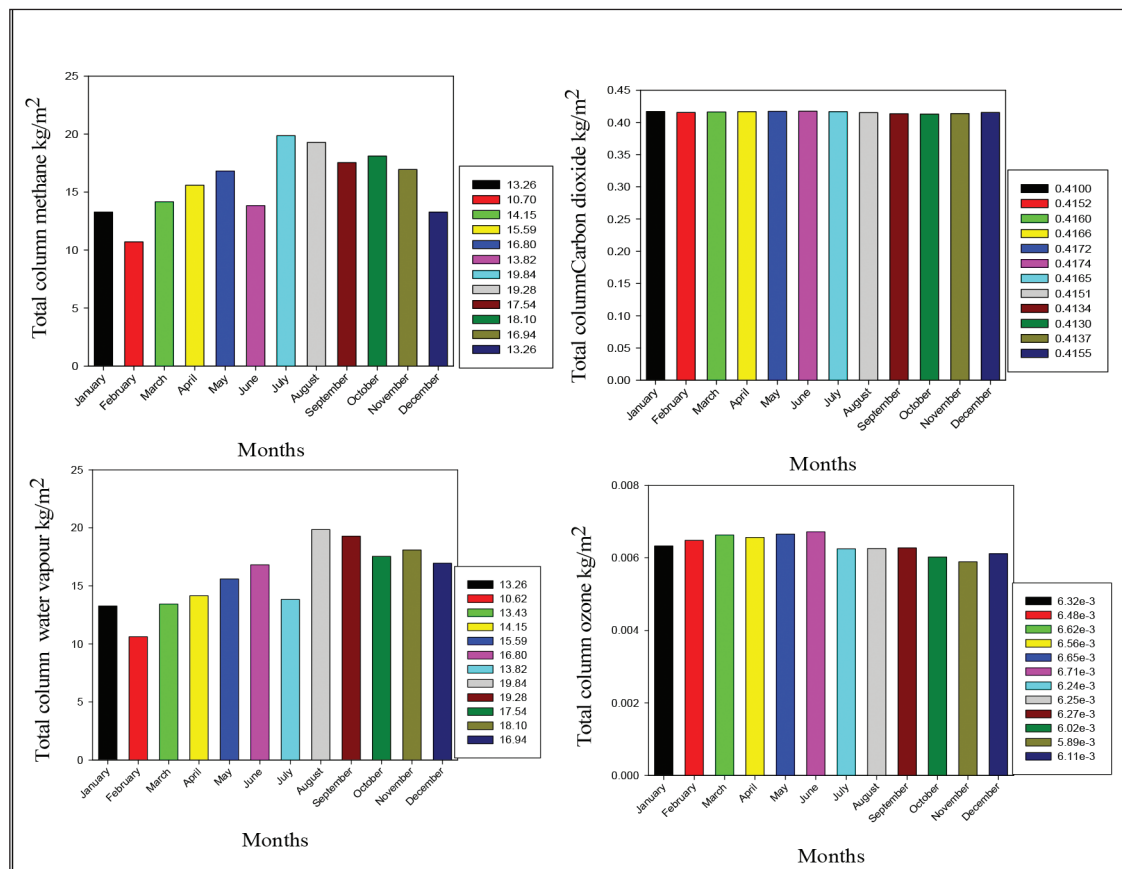 Total column methane kg/m²
25
20
15
10
5
0
January
February
March
April
May
June
July
August
September
October
November
December
Months
13.26
10.70
14.15
15.59
16.80
13.82
19.84
19.28
17.54
18.10
16.94
13.26
Total columnCarbon dioxide kg/m²
0.45
0.40
0.35
0.30
0.25
0.20
0.15
0.10
0.05
0.00
January
February
March
April
May
June
July
August
September
October
November
December
Months
0.4100
0.4152
0.4160
0.4166
0.4172
0.4174
0.4165
0.4151
0.4134
0.4130
0.4137
0.4155
Total column water vapour kg/m²
25
20
15
10
5
0
January
February
March
April
May
June
July
August
September
October
November
December
Months
13.26
10.62
13.43
14.15
15.59
16.80
13.82
19.84
19.28
17.54
18.10
16.94
Total column ozone kg/m²
0.008
0.006
0.004
0.002
0.000
January
February
March
April
May
June
July
August
September
October
November
December
Months
6.32e-3
6.48e-3
6.62e-3
6.56e-3
6.65e-3
6.71e-3
6.24e-3
6.25e-3
6.27e-3
6.02e-3
5.89e-3
6.11e-3